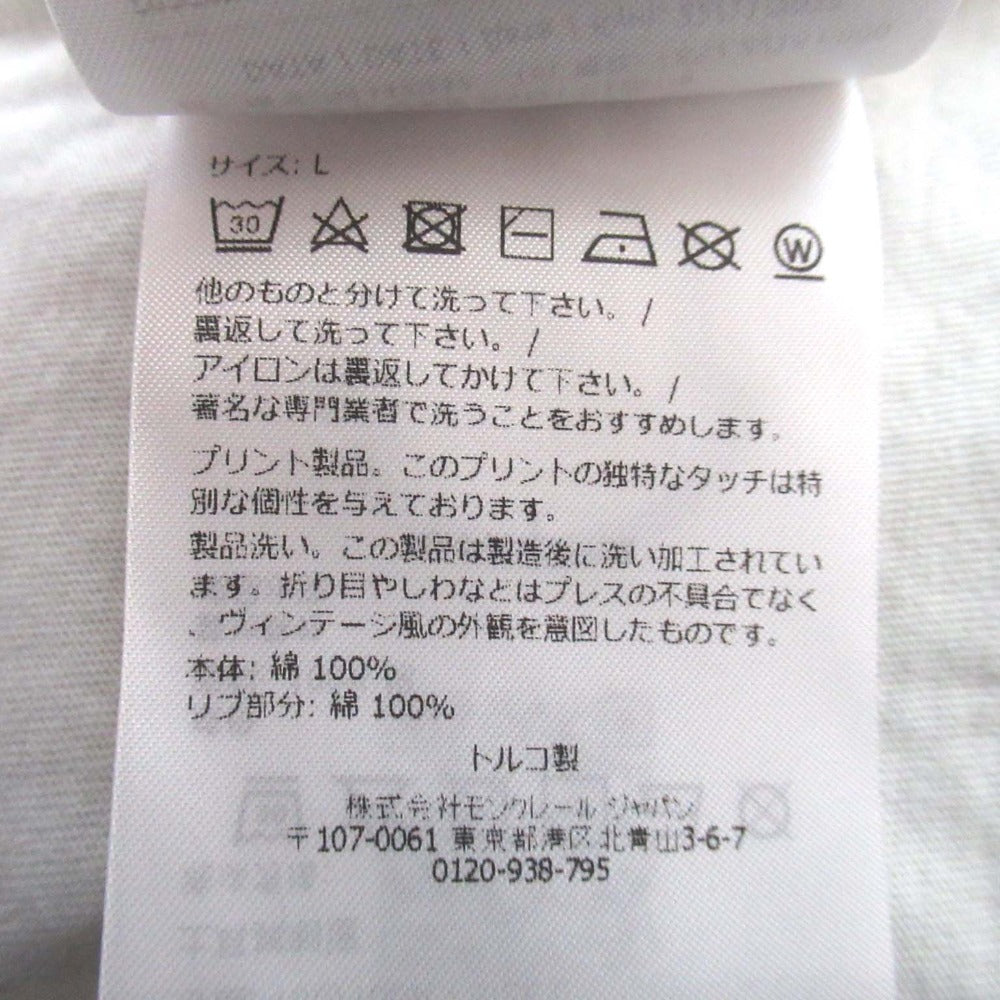 サイズ: L
30
W
他のものと分けて洗って下さい。/
裏返して洗って下さい。/
アイロンは裏返してかけて下さい。/
著名な専門業者で洗うことをおすすめします。
プリント製品。このプリントの独特なタッチは特
別な個性を与えております。
製品洗い。この製品は製造後に洗い加工されてい
ます。折り目やしわなどはプレスの不具合でなく
、ヴィンテージ風の外観を意図したものです。
本体: 綿 100%
リブ部分: 綿 100%
トルコ製
株式会社モンクレール ジャパン
〒107-0061 東京都港区北青山3-6-7
0120-938-795